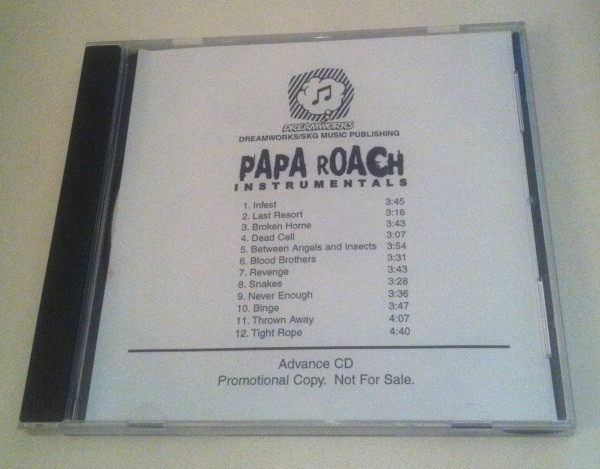 DREAMWORKS
DREAMWORKS/SKG MUSIC PUBLISHING
PAPA ROACH
INSTRUMENTALS
1. Infest 3:45
2. Last Resort 3:16
3. Broken Home 3:43
4. Dead Cell 3:07
5. Between Angels and Insects 3:54
6. Blood Brothers 3:31
7. Revenge 3:43
8. Snakes 3:28
9. Never Enough 3:36
10. Binge 3:47
11. Thrown Away 4:07
12. Tight Rope 4:40
Advance CD
Promotional Copy. Not For Sale.